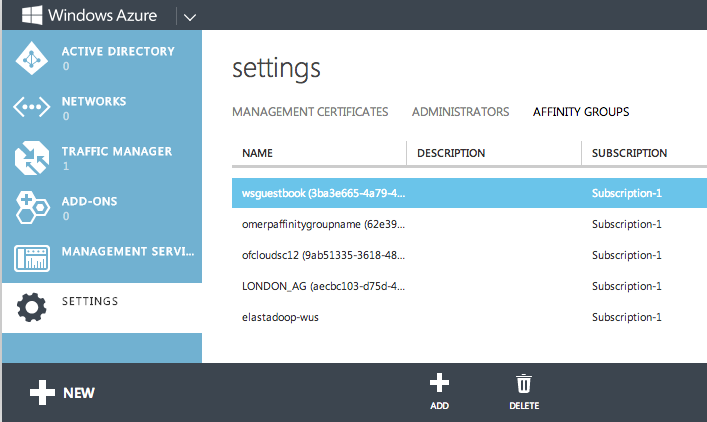 Windows Azure
ACTIVE DIRECTORY
0
NETWORKS
0
TRAFFIC MANAGER
1
ADD-ONS
0
MANAGEMENT SERVI...
SETTINGS
settings
MANAGEMENT CERTIFICATES ADMINISTRATORS AFFINITY GROUPS
NAME DESCRIPTION SUBSCRIPTION
wsguestbook (3ba3e665-4a79-4... Subscription-1
omerpaffinitygroupname (62e39... Subscription-1
ofcloudsc12 (9ab51335-3618-48... Subscription-1
LONDON_AG (aecbc103-d75d-4... Subscription-1
elastadoop-wus Subscription-1
NEW
ADD
DELETE